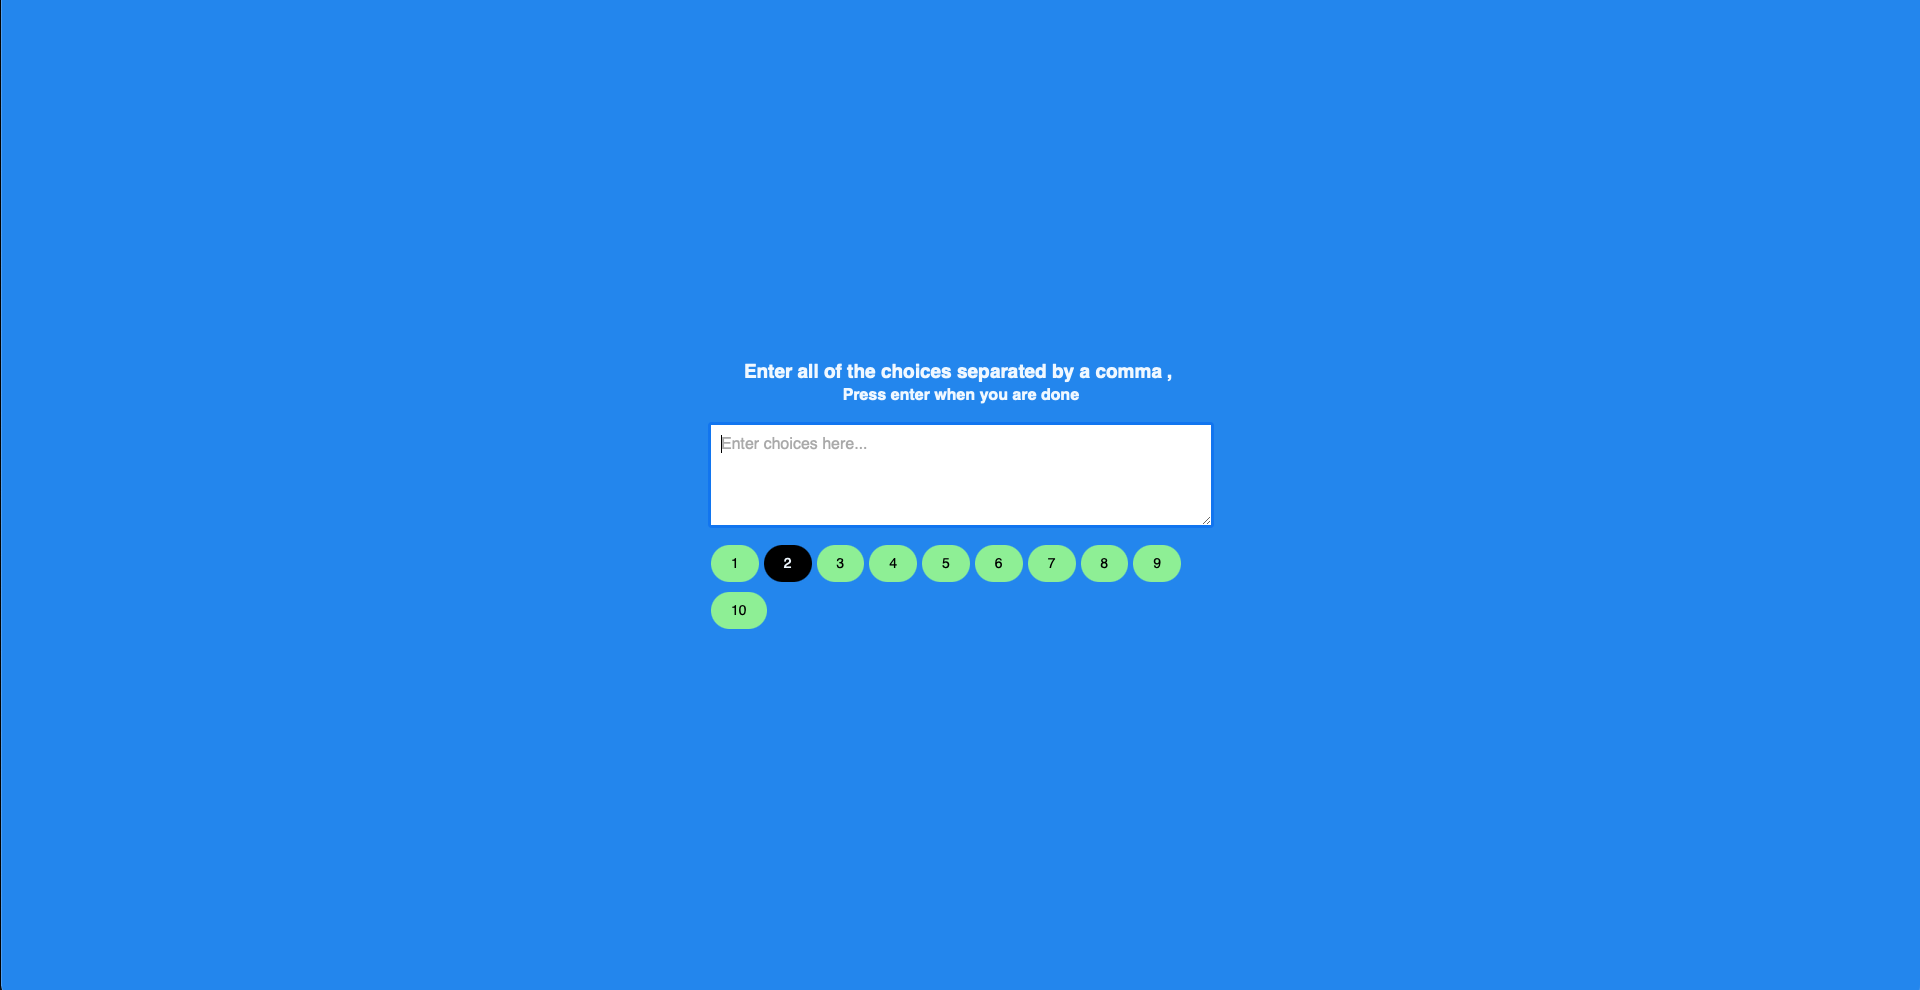 Enter all of the choices separated by a comma ,
Press enter when you are done
Enter choices here...
1 2 3 4 5 6 7 8 9
10